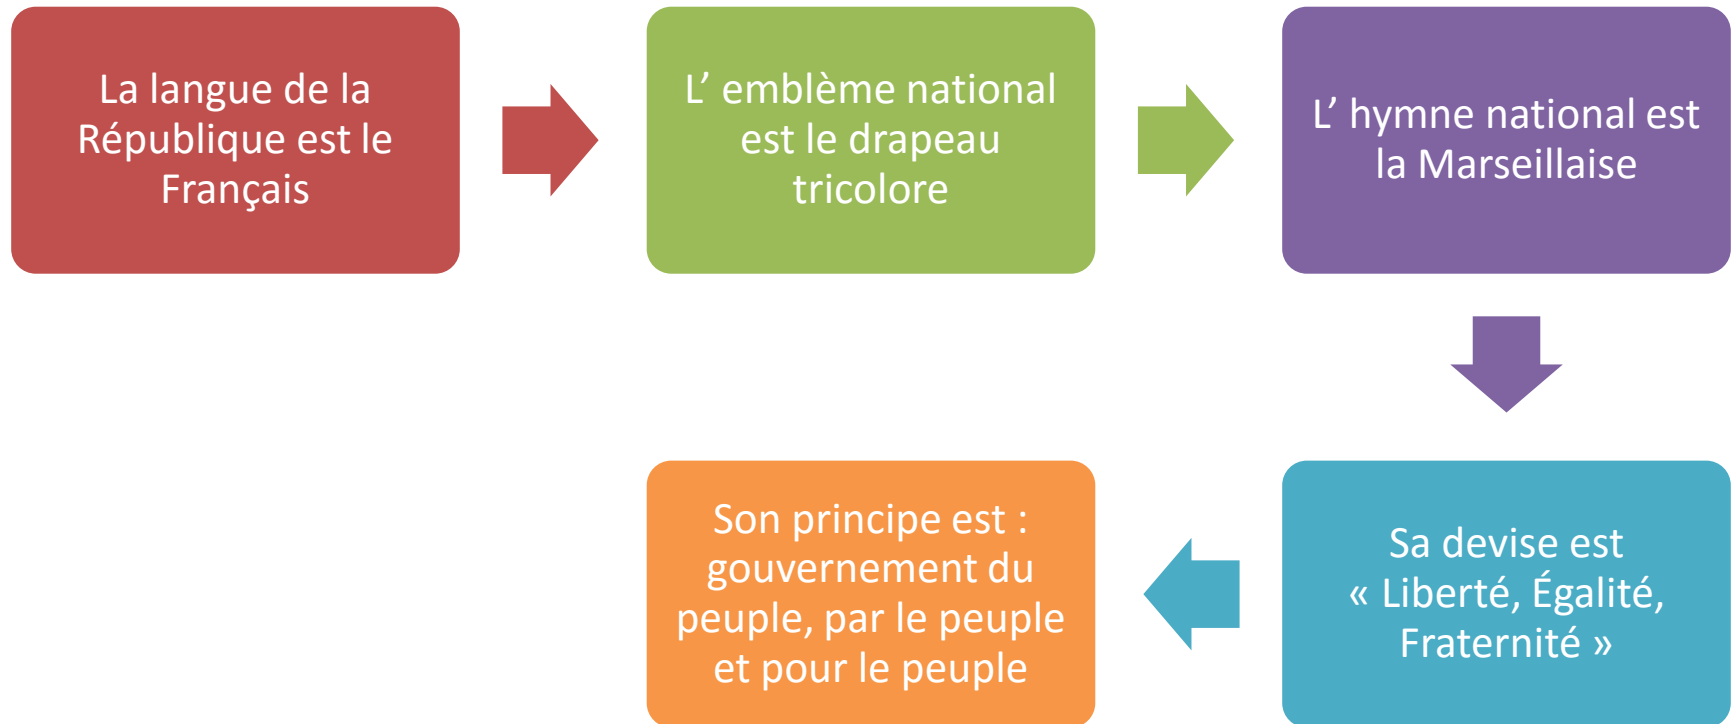 La langue de la
République est le
Français
L’ emblème national
est le drapeau
tricolore
L’ hymne national est
la Marseillaise
Sa devise est
« Liberté, Égalité,
Fraternité »
Son principe est :
gouvernement du
peuple, par le peuple
et pour le peuple